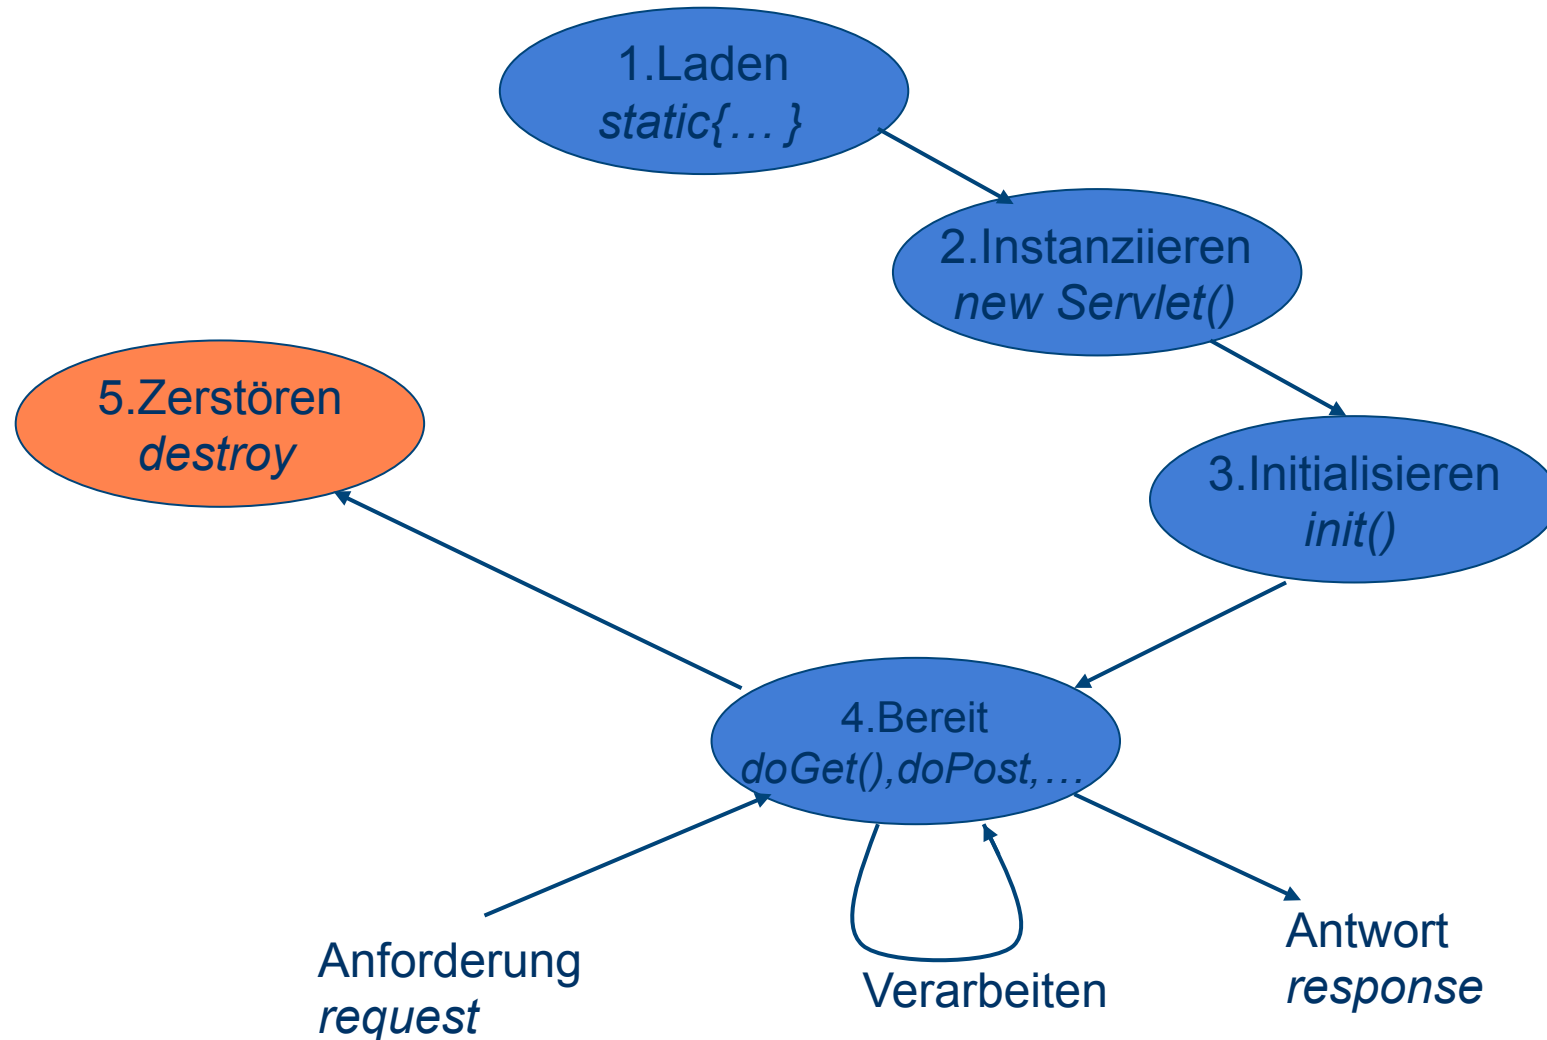 1.Laden
static{… }
2.Instanziieren
new Servlet()
5.Zerstören
destroy
3.Initialisieren
init()
4.Bereit
doGet(),doPost,…
Anforderung
request
Verarbeiten
Antwort
response